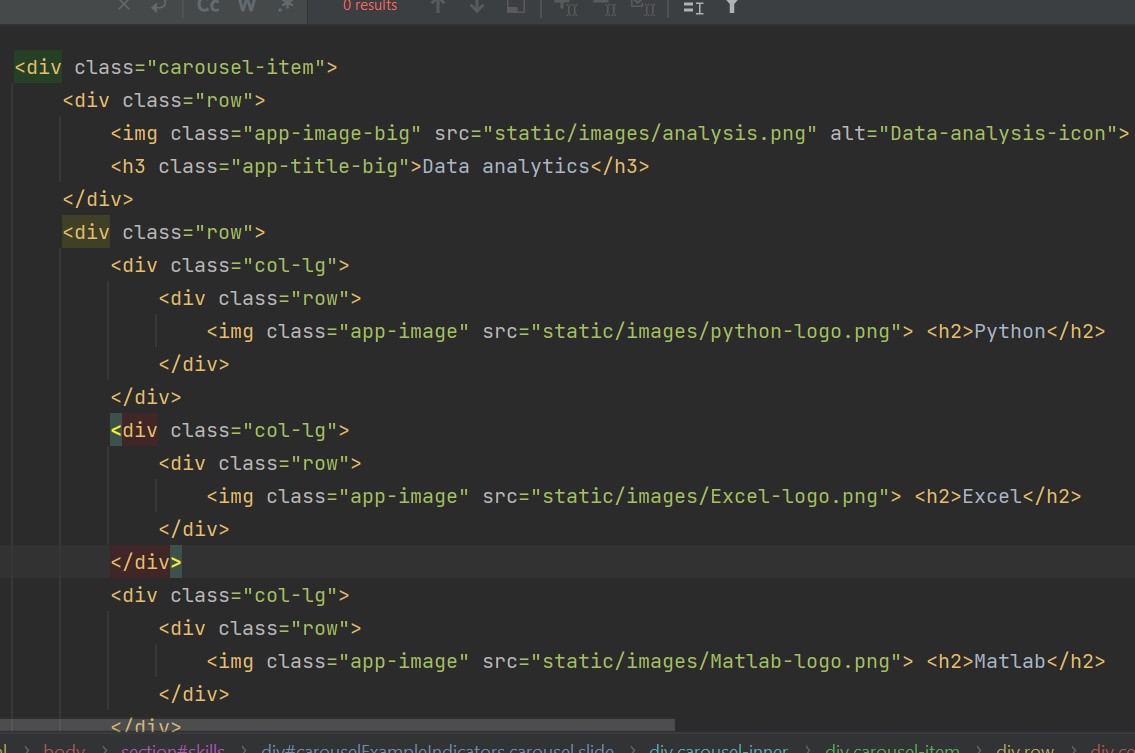 Cc W .* 0 results
<div class="carousel-item">
<div class="row">
<img class="app-image-big" src="static/images/analysis.png" alt="Data-analysis-icon">
<h3 class="app-title-big">Data analytics</h3>
</div>
<div class="row">
<div class="col-lg">
<div class="row">
<img class="app-image" src="static/images/python-logo.png"> <h2>Python</h2>
</div>
</div>
<div class="col-lg">
<div class="row">
<img class="app-image" src="static/images/Excel-logo.png"> <h2>Excel</h2>
</div>
</div>
<div class="col-lg">
<div class="row">
<img class="app-image" src="static/images/Matlab-logo.png"> <h2>Matlab</h2>
</div>
</div>
body section#skills div#carouselExampleIndicators.carousel.slide div.carousel-inner div.carousel-item div.row